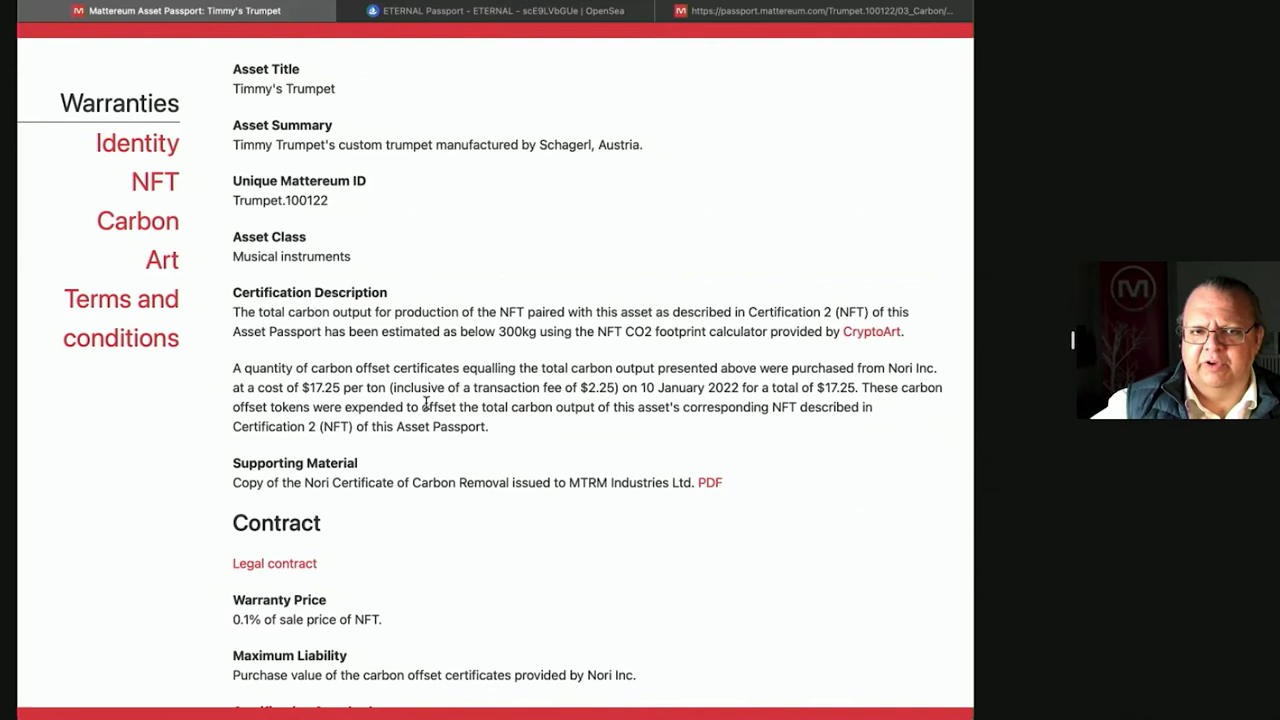 Mattereum Asset Passport: Timmy's Trumpet
ETERNAL Passport - ETERNAL - scE9LVbGUe | OpenSea
https://passport.mattereum.com/Trumpet.100122/03_Carbon/...
Warranties
Identity
NFT
Carbon
Art
Terms and
conditions
Asset Title
Timmy's Trumpet
Asset Summary
Timmy Trumpet's custom trumpet manufactured by Schagerl, Austria.
Unique Mattereum ID
Trumpet.100122
Asset Class
Musical instruments
Certification Description
The total carbon output for production of the NFT paired with this asset as described in Certification 2 (NFT) of this
Asset Passport has been estimated as below 300kg using the NFT CO2 footprint calculator provided by CryptoArt.
A quantity of carbon offset certificates equalling the total carbon output presented above were purchased from Nori Inc.
at a cost of $17.25 per ton (inclusive of a transaction fee of $2.25) on 10 January 2022 for a total of $17.25. These carbon
offset tokens were expended to offset the total carbon output of this asset's corresponding NFT described in
Certification 2 (NFT) of this Asset Passport.
Supporting Material
Copy of the Nori Certificate of Carbon Removal issued to MTRM Industries Ltd. PDF
Contract
Legal contract
Warranty Price
0.1% of sale price of NFT.
Maximum Liability
Purchase value of the carbon offset certificates provided by Nori Inc.